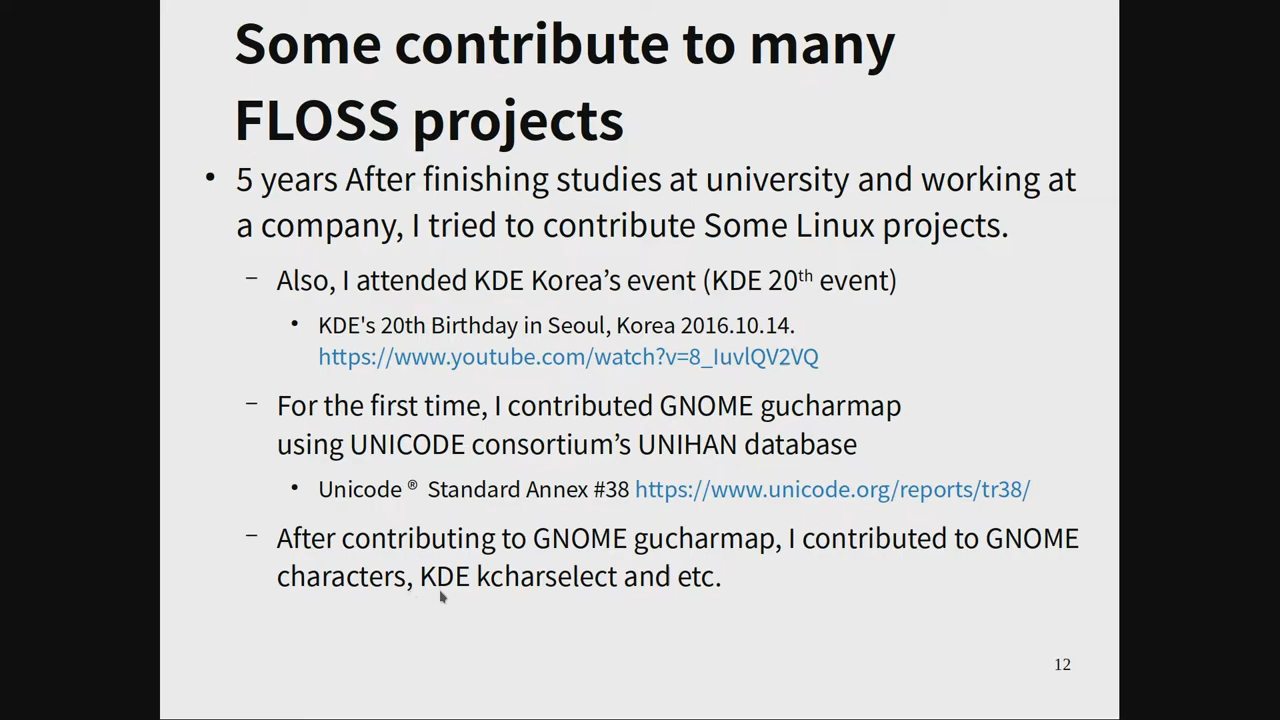 Some contribute to many
FLOSS projects
• 5 years After finishing studies at university and working at
a company, I tried to contribute Some Linux projects.
– Also, I attended KDE Korea’s event (KDE 20th event)
• KDE's 20th Birthday in Seoul, Korea 2016.10.14.
https://www.youtube.com/watch?v=8_IuvlQV2VQ
– For the first time, I contributed GNOME gucharmap
using UNICODE consortium’s UNIHAN database
• Unicode ® Standard Annex #38 https://www.unicode.org/reports/tr38/
– After contributing to GNOME gucharmap, I contributed to GNOME
characters, KDE kcharselect and etc.
12